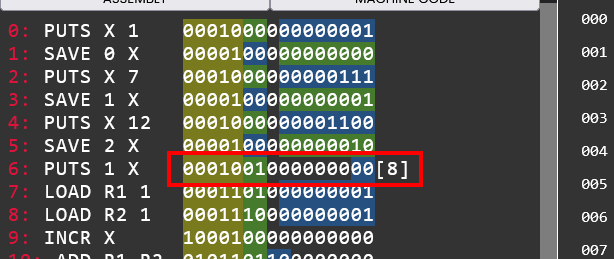 ASSEMBLY MACHINE CODE
0: PUTS X 1 0001000000000001
1: SAVE 0 X 0000100000000000
2: PUTS X 7 0001000000000111
3: SAVE 1 X 0000100000000001
4: PUTS X 12 0001000000001100
5: SAVE 2 X 0000100000000010
6: PUTS 1 X 0001001000000000[8]
7: LOAD R1 1 0001101000000001
8: LOAD R2 1 0001110000000001
9: INCR X 1000100000000000
10: ADD R1 R2 0101101100000000
000
001
002
003
004
005
006
007